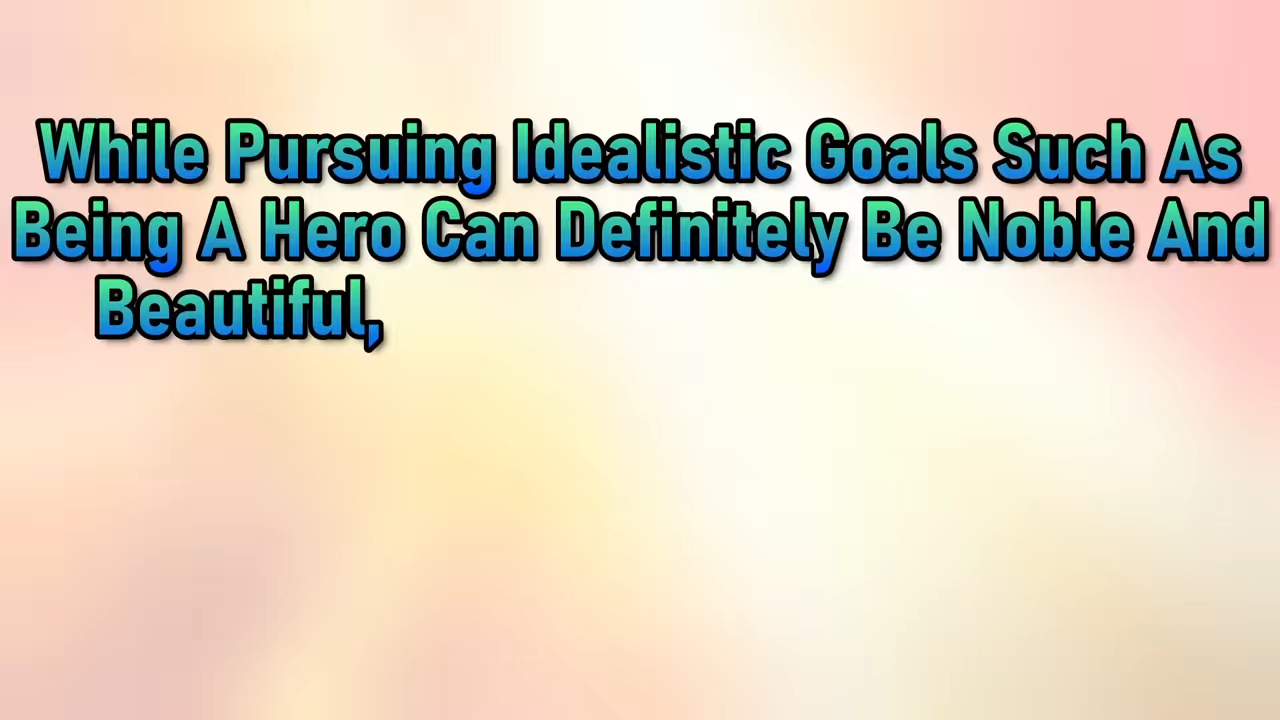 While Pursuing Idealistic Goals Such As
Being A Hero Can Definitely Be Noble And
Beautiful,